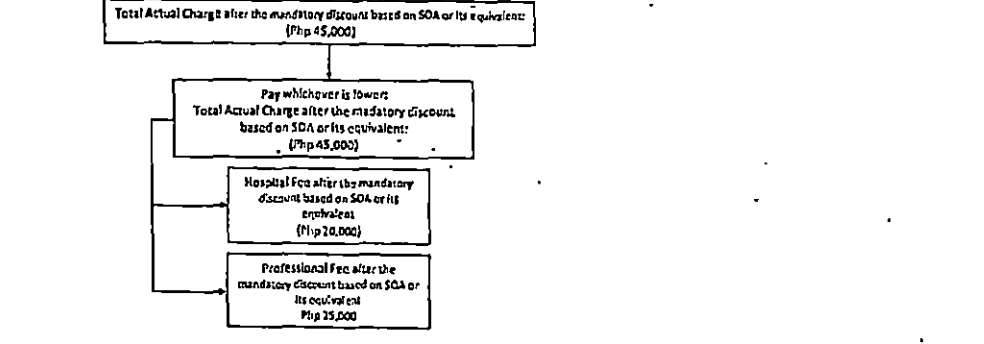 Total Actual Charge after the mandatory discount based on SOA or its equivalent:
(Php 45,000)
Pay whichever is lower:
Total Actual Charge after the madatory discount
based on SOA or its equivalent:
(Php 45,000)
Hospital Fee after the mandatory
discount based on SOA or its
equivalent
(Php 20,000)
Professional Fee after the
mandatory discount based on SOA or
its equivalent
Php 25,000